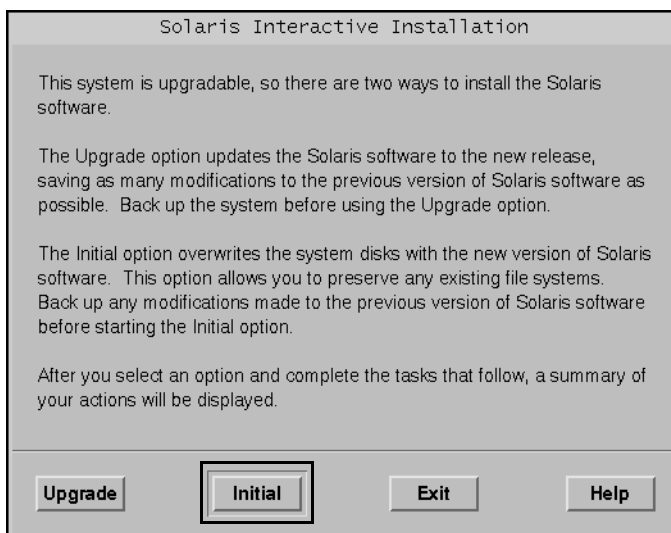 Solaris Interactive Installation
This system is upgradable, so there are two ways to install the Solaris
software.
The Upgrade option updates the Solaris software to the new release,
saving as many modifications to the previous version of Solaris software as
possible. Back up the system before using the Upgrade option.
The Initial option overwrites the system disks with the new version of Solaris
software. This option allows you to preserve any existing file systems.
Back up any modifications made to the previous version of Solaris software
before starting the Initial option.
After you select an option and complete the tasks that follow, a summary of
your actions will be displayed.
Upgrade Initial Exit Help